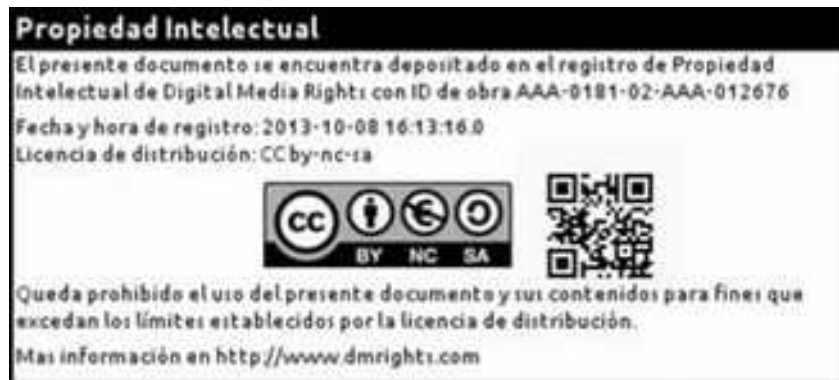 Propiedad Intelectual
El presente documento se encuentra depositado en el registro de Propiedad
Intelectual de Digital Media Rights con ID de obra AAA-0181-02-AAA-012676
Fecha y hora de registro: 2013-10-08 16:13:16.0
Licencia de distribución: CC by-nc-sa
cc BY NC SA
Queda prohibido el uso del presente documento y sus contenidos para fines que
excedan los límites establecidos por la licencia de distribución.
Mas información en http://www.dmrights.com